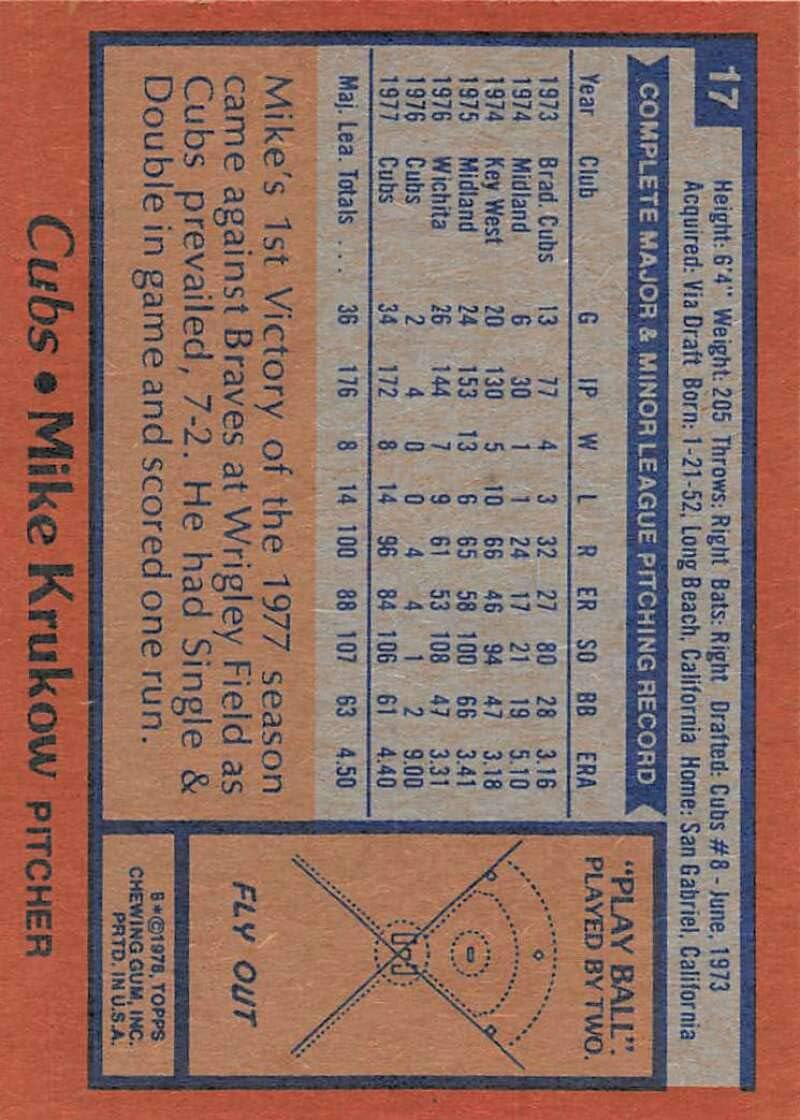 17
Height: 6'4" Weight: 205 Throws: Right Bats: Right Drafted: Cubs #8 - June, 1973
Acquired: Via Draft Born: 1-21-52, Long Beach, California Home: San Gabriel, California
COMPLETE MAJOR & MINOR LEAGUE PITCHING RECORD
Year Club G IP W L R ER SO BB ERA
1973 Brad. Cubs 13 77 4 3 32 27 80 28 3.16
1974 Midland 6 30 1 1 24 17 21 19 5.10
1974 Key West 20 130 5 10 66 46 94 47 3.18
1975 Midland 24 153 13 6 65 58 100 66 3.41
1976 Wichita 26 144 7 9 61 53 108 47 3.31
1976 Cubs 2 4 0 0 4 4 1 2 9.00
1977 Cubs 34 172 8 14 96 84 106 61 4.40
Maj. Lea. Totals ... 36 176 8 14 100 88 107 63 4.50
Mike's 1st Victory of the 1977 season
came against Braves at Wrigley Field as
Cubs prevailed, 7-2. He had Single &
Double in game and scored one run.
"PLAY BALL".
PLAYED BY TWO.
FLY OUT
B*©1978, TOPPS
CHEWING GUM, INC.
PRTD. IN U.S.A.
Cubs • Mike Krukow PITCHER